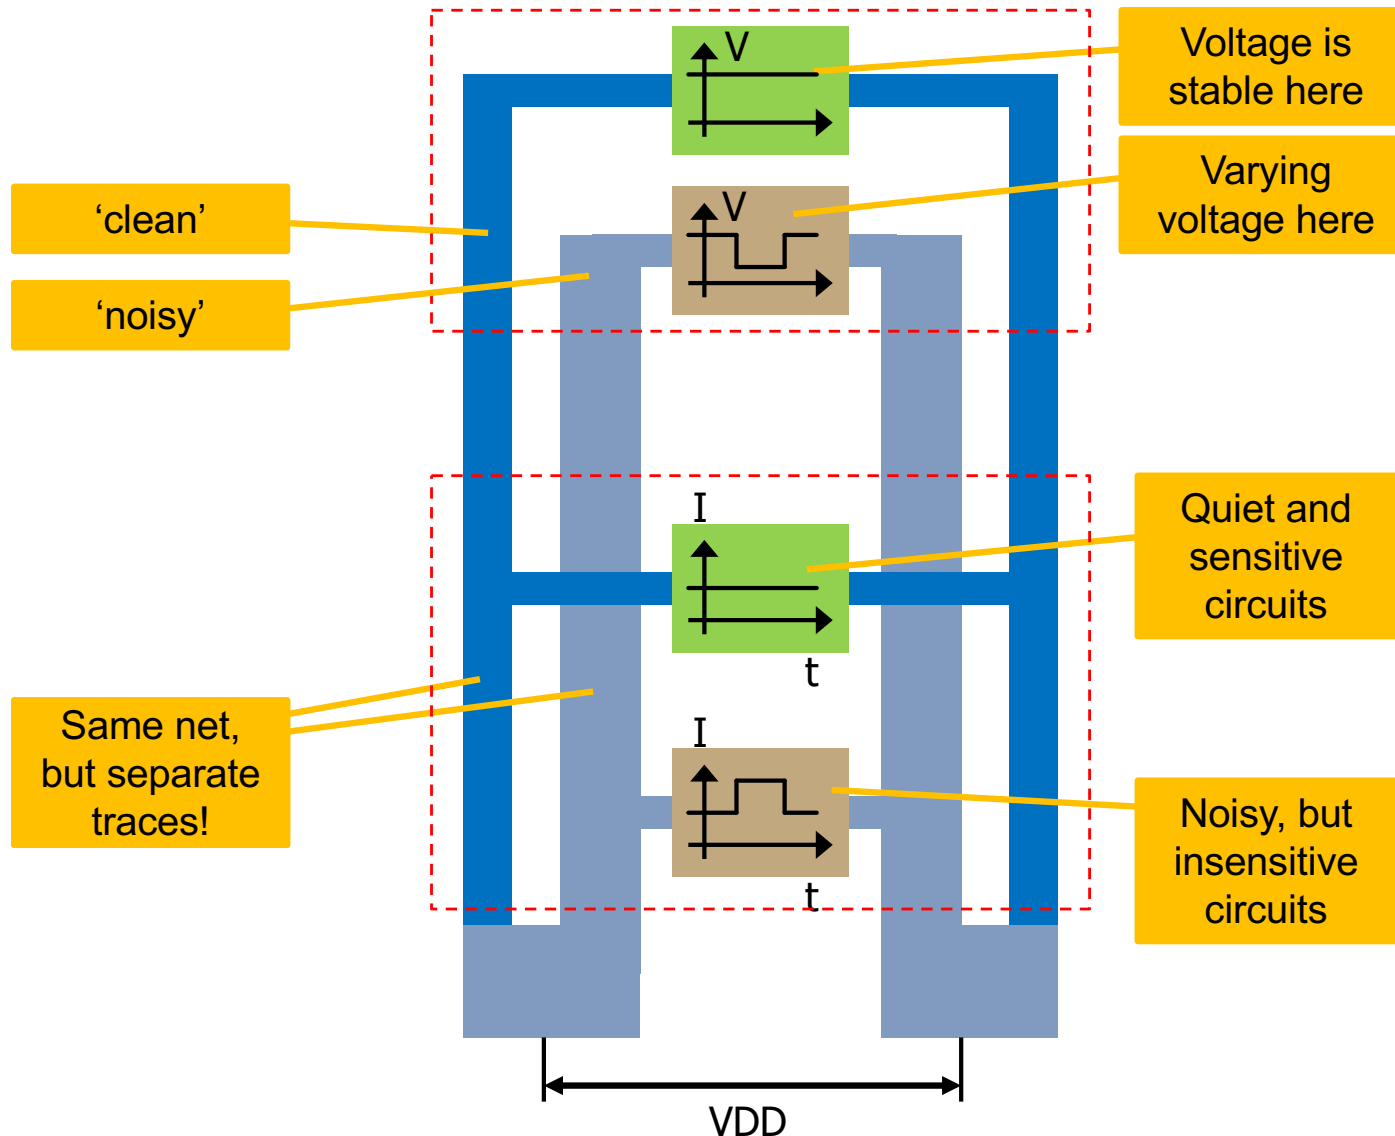 V
Voltage is
stable here
‘clean’
V
Varying
voltage here
‘noisy’
I
Quiet and
sensitive
circuits
t
Same net,
but separate
traces!
I
Noisy, but
insensitive
circuits
t
VDD